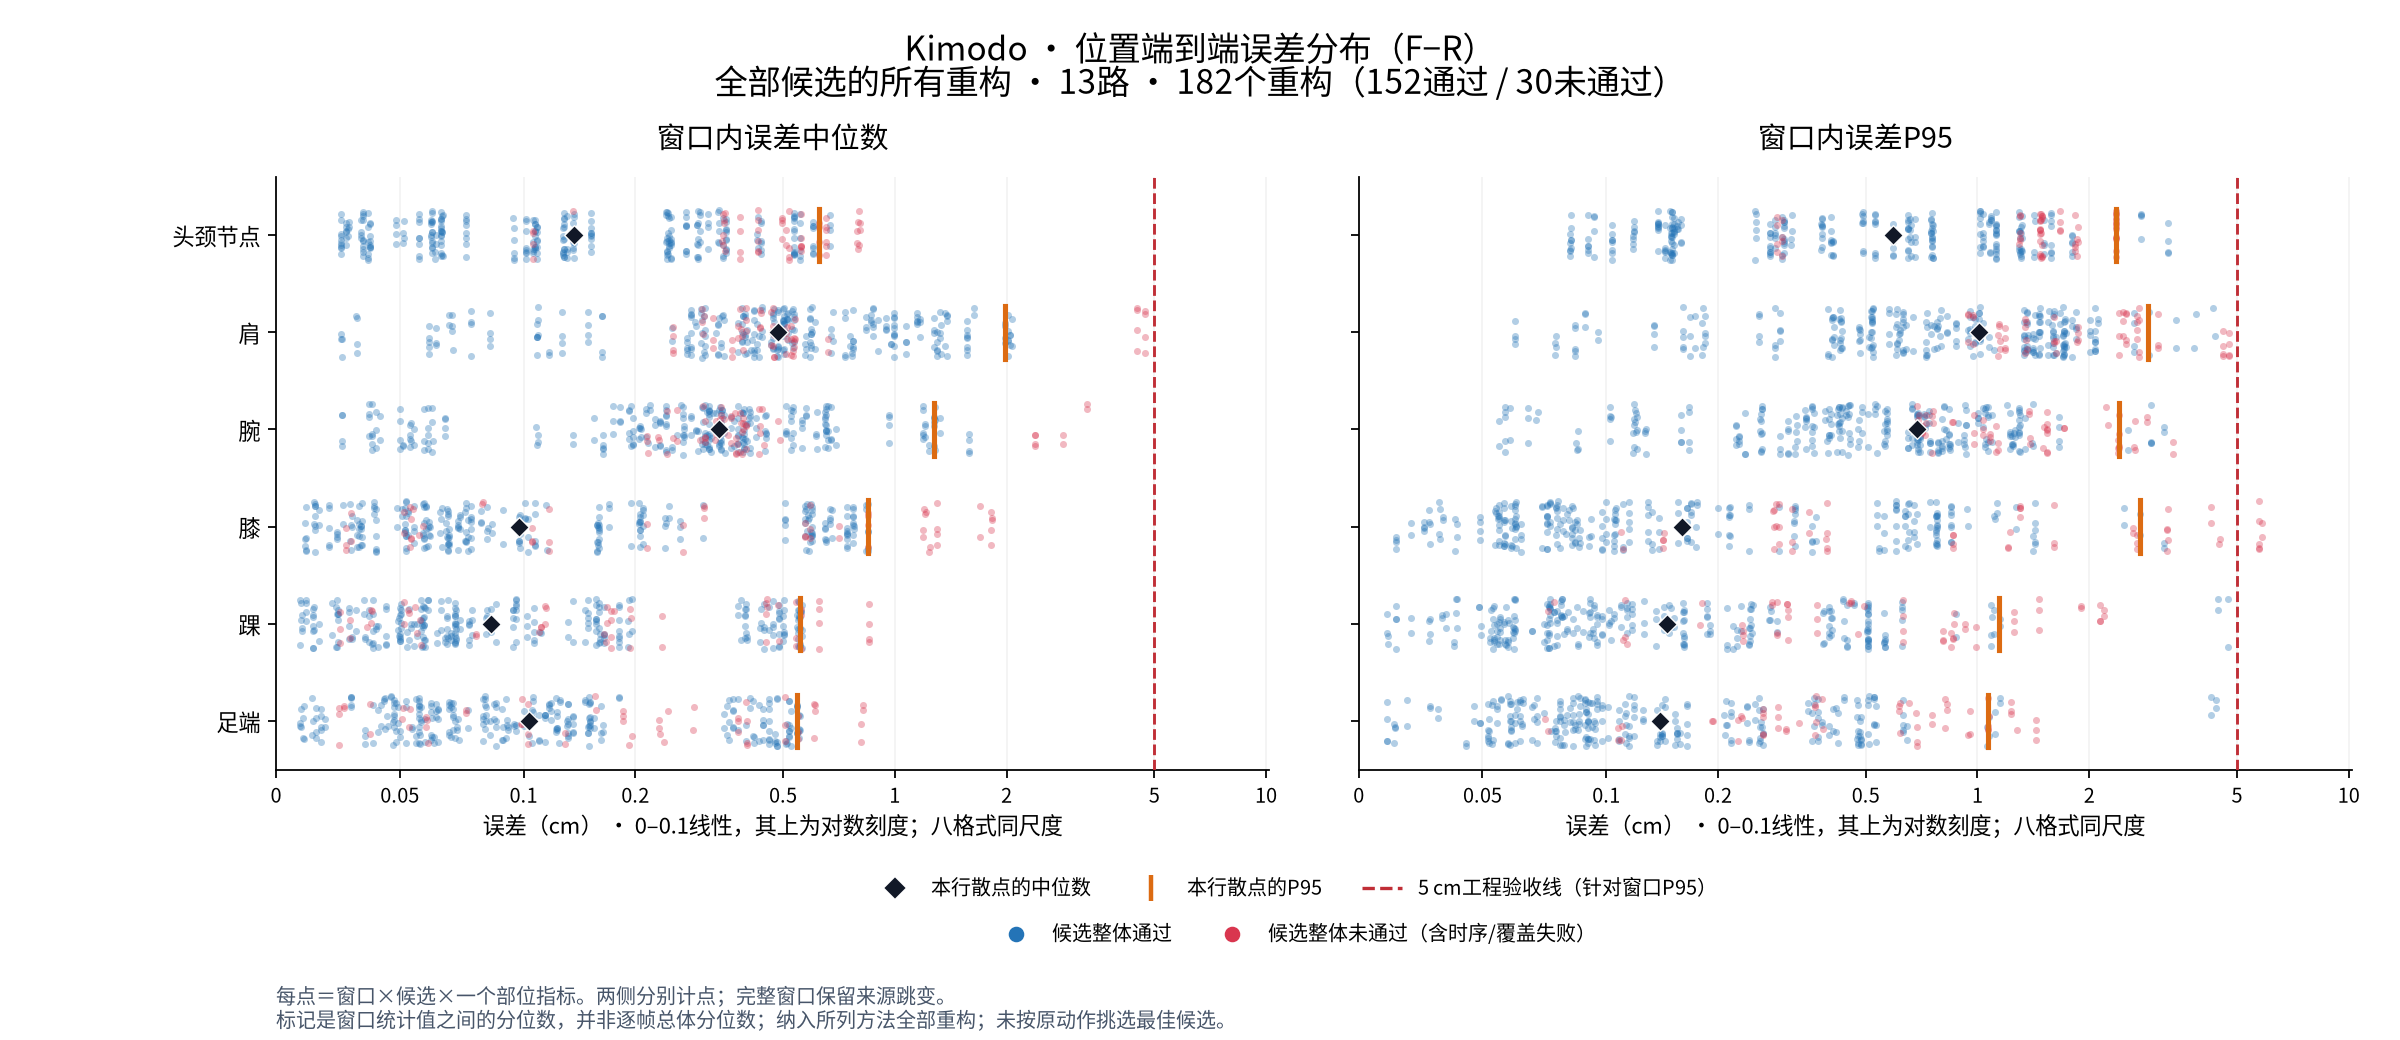 Kimodo · 位置端到端误差分布（F–R）
全部候选的所有重构 · 13路 · 182个重构（152通过 / 30未通过）
窗口内误差中位数
窗口内误差P95
头颈节点
肩
腕
膝
踝
足端
0 0.05 0.1 0.2 0.5 1 2 5 10
0 0.05 0.1 0.2 0.5 1 2 5 10
误差（cm） · 0–0.1线性，其上为对数刻度；八格式同尺度
误差（cm） · 0–0.1线性，其上为对数刻度；八格式同尺度
本行散点的中位数
本行散点的P95
5 cm工程验收线（针对窗口P95）
候选整体通过
候选整体未通过（含时序/覆盖失败）
每点＝窗口×候选×一个部位指标。两侧分别计点；完整窗口保留来源跳变。
标记是窗口统计值之间的分位数，并非逐帧总体分位数；纳入所列方法全部重构；未按原动作挑选最佳候选。